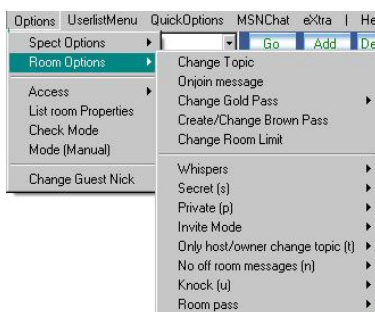 Options UserlistMenu QuickOptions MSNChat eXtra | He
Go Add De
Spect Options
Room Options
Access
List room Properties
Check Mode
Mode (Manual)
Change Guest Nick
Change Topic
Onjoin message
Change Gold Pass
Create/Change Brown Pass
Change Room Limit
Whispers
Secret (s)
Private (p)
Invite Mode
Only host/owner change topic (t)
No off room messages (n)
Knock (u)
Room pass